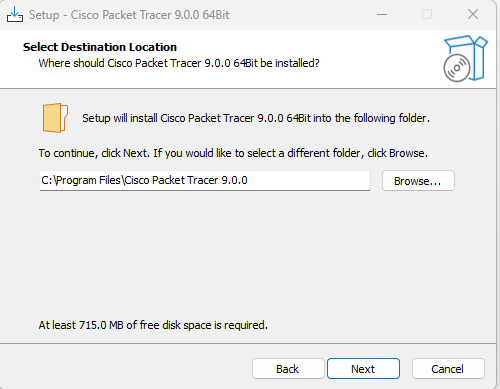 Setup - Cisco Packet Tracer 9.0.0 64Bit
Select Destination Location
Where should Cisco Packet Tracer 9.0.0 64Bit be installed?
Setup will install Cisco Packet Tracer 9.0.0 64Bit into the following folder.
To continue, click Next. If you would like to select a different folder, click Browse.
C:\Program Files\Cisco Packet Tracer 9.0.0
Browse...
At least 715.0 MB of free disk space is required.
Back
Next
Cancel